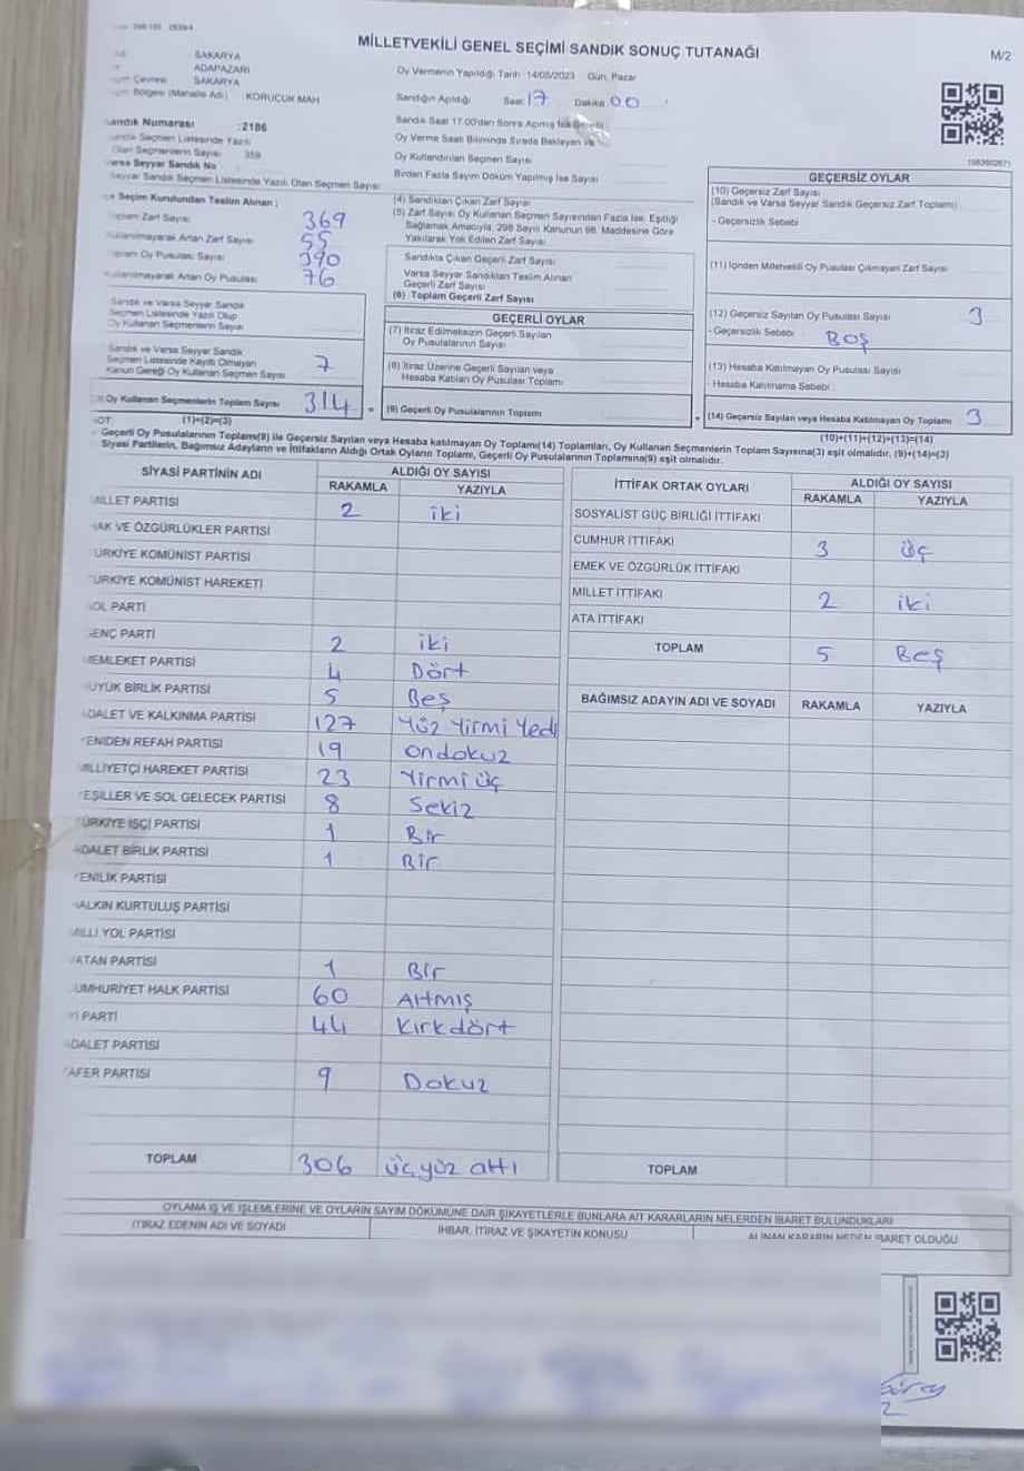 MİLLETVEKİLİ GENEL SEÇİMİ SANDIK SONUÇ TUTANAĞI
M/2
SAKARYA
ADAPAZARI
SAKARYA
Bölgesi (Mahalle Adı) KORUCUK MAH
Sandık Numarası :2186
359
Varsa Seyyar Sandık No
Seyyar Sandık Seçmen Listesinde Yazılı Olan Seçmen Sayısı
Oy Vermenin Yapıldığı Tarih 14/05/2023 Gün, Pazar
Sandığın Açıldığı Saat 17 Dakika 00
Sandık Saat 17.00'dan Sonra Açılmış İse
Oy Verme Saati Bitiminde Sırada Bekleyen ve
Oy Kullandırılan Seçmen Sayısı
Birden Fazla Sayım Döküm Yapılmış İse Sayısı
Seçim Kurulundan Teslim Alınan
Toplam Zarf Sayısı 369
Kullanılmayarak Artan Zarf Sayısı 55
Toplam Oy Pusulası Sayısı 390
Kullanılmayarak Artan Oy Pusulası 76
Sandık ve Varsa Seyyar Sandık
Seçmen Listesinde Yazılı Olup
Oy Kullanan Seçmenlerin Sayısı
Sandık ve Varsa Seyyar Sandık
Seçmen Listesinde Kayıtlı Olmayan
Kanun Gereği Oy Kullanan Seçmen Sayısı 7
Oy Kullanan Seçmenlerin Toplam Sayısı 314
(1)+(2)=(3)
(4) Sandıktan Çıkan Zarf Sayısı
(5) Zarf Sayısı Oy Kullanan Seçmen Sayısından Fazla İse, Eşitliği
Sağlamak Amacıyla, 298 Sayılı Kanunun 98. Maddesine Göre
Yakılarak Yok Edilen Zarf Sayısı
Sandıkta Çıkan Geçerli Zarf Sayısı
Varsa Seyyar Sandıktan Teslim Alınan
Geçerli Zarf Sayısı
(6) Toplam Geçerli Zarf Sayısı
GEÇERLİ OYLAR
(7) İtiraz Edilmeksizin Geçerli Sayılan
Oy Pusulalarının Sayısı
(8) İtiraz Üzerine Geçerli Sayılan veya
Hesaba Katılan Oy Pusulası Toplamı
(9) Geçerli Oy Pusulalarının Toplamı
GEÇERSİZ OYLAR
(10) Geçersiz Zarf Sayısı
(Sandık ve Varsa Seyyar Sandık Geçersiz Zarf Toplamı)
- Geçersizlik Sebebi
(11) İçinden Milletvekili Oy Pusulası Çıkmayan Zarf Sayısı
(12) Geçersiz Sayılan Oy Pusulası Sayısı 3
- Geçersizlik Sebebi BOŞ
(13) Hesaba Katılmayan Oy Pusulası Sayısı
- Hesaba Katılmama Sebebi
(14) Geçersiz Sayılan veya Hesaba Katılmayan Oy Toplamı 3
(10)+(11)+(12)+(13)=(14)
NOT:
- Geçerli Oy Pusulalarının Toplamı(9) ile Geçersiz Sayılan veya Hesaba katılmayan Oy Toplamı(14) Toplamları, Oy Kullanan Seçmenlerin Toplam Sayısına(3) eşit olmalıdır. (9)+(14)=(3)
Siyasi Partilerin, Bağımsız Adayların ve İttifakların Aldığı Ortak Oyların Toplamı, Geçerli Oy Pusulalarının Toplamına(9) eşit olmalıdır.
SİYASİ PARTİNİN ADI ALDIĞI OY SAYISI
RAKAMLA YAZIYLA
MİLLET PARTİSİ 2 iki
HAK VE ÖZGÜRLÜKLER PARTİSİ
TÜRKİYE KOMÜNİST PARTİSİ
TÜRKİYE KOMÜNİST HAREKETİ
SOL PARTİ
GENÇ PARTİ 2 iki
MEMLEKET PARTİSİ 4 Dört
BÜYÜK BİRLİK PARTİSİ 5 Beş
ADALET VE KALKINMA PARTİSİ 127 Yüz Yirmi Yedi
YENİDEN REFAH PARTİSİ 19 ondokuz
MİLLİYETÇİ HAREKET PARTİSİ 23 Yirmi üç
YEŞİLLER VE SOL GELECEK PARTİSİ 8 Sekiz
TÜRKİYE İŞÇİ PARTİSİ 1 Bir
ADALET BİRLİK PARTİSİ 1 Bir
YENİLİK PARTİSİ
HALKIN KURTULUŞ PARTİSİ
MİLLİ YOL PARTİSİ
VATAN PARTİSİ 1 Bir
CUMHURİYET HALK PARTİSİ 60 Altmış
İYİ PARTİ 44 Kırkdört
ADALET PARTİSİ
ZAFER PARTİSİ 9 Dokuz
TOPLAM 306 üçyüz altı
İTTİFAK ORTAK OYLARI ALDIĞI OY SAYISI
RAKAMLA YAZIYLA
SOSYALİST GÜÇ BİRLİĞİ İTTİFAKI
CUMHUR İTTİFAKI 3 üç
EMEK VE ÖZGÜRLÜK İTTİFAKI
MİLLET İTTİFAKI 2 iki
ATA İTTİFAKI
TOPLAM 5 Beş
BAĞIMSIZ ADAYIN ADI VE SOYADI RAKAMLA YAZIYLA
TOPLAM
OYLAMA İŞ VE İŞLEMLERİNE VE OYLARIN SAYIM DÖKÜMÜNE DAİR ŞİKAYETLERLE BUNLARA AİT KARARLARIN NELERDEN İBARET BULUNDUKLARI
İTİRAZ EDENİN ADI VE SOYADI İHBAR, İTİRAZ VE ŞİKAYETİN KONUSU ALINAN KARARIN NEDEN İBARET OLDUĞU